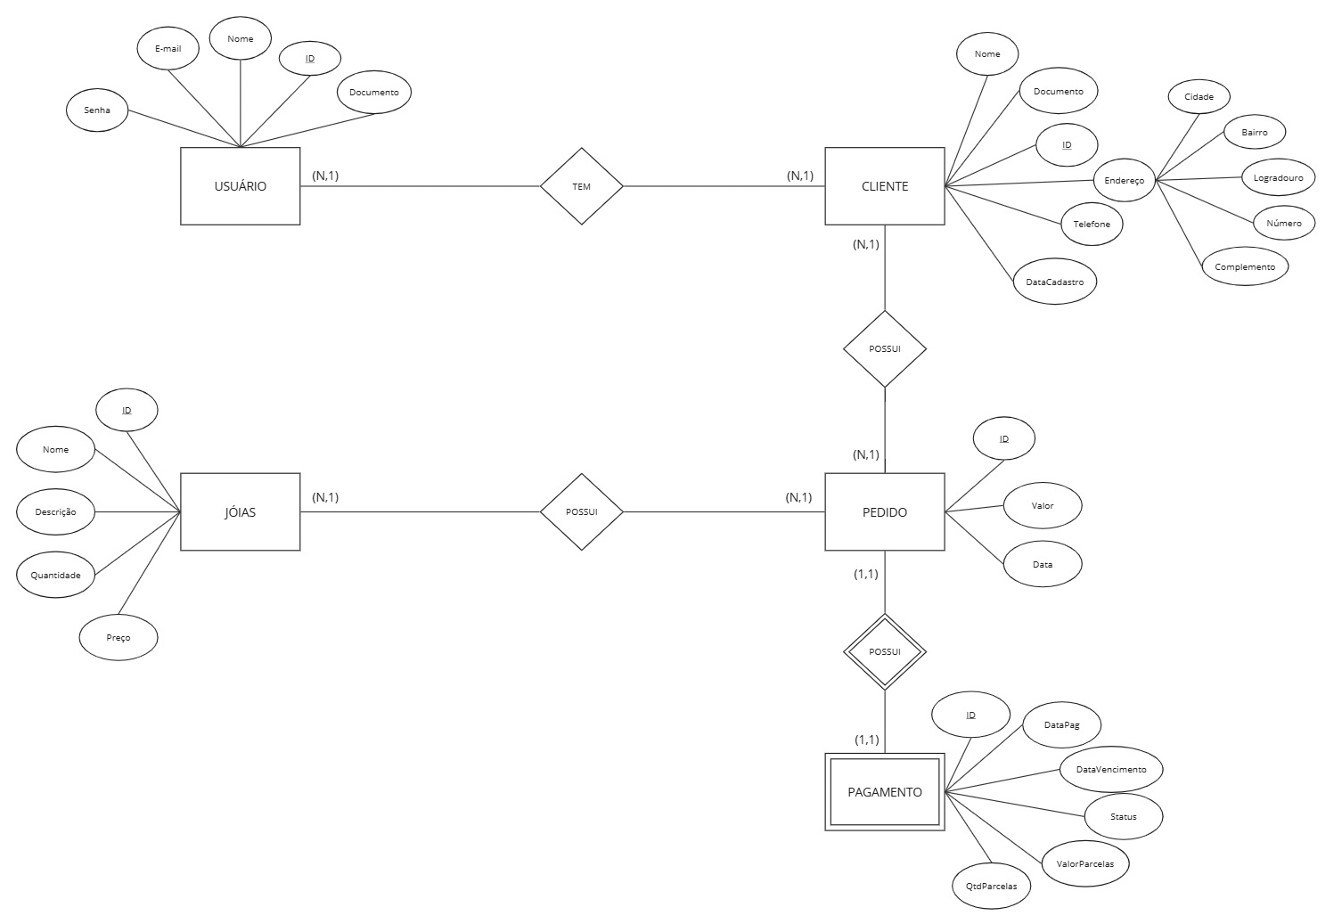 Nome
E-mail
ID
Senha
Documento
USUÁRIO
(N,1)
TEM
(N,1)
CLIENTE
Nome
Documento
ID
Endereço
Telefone
DataCadastro
Cidade
Bairro
Logradouro
Número
Complemento
(N,1)
POSSUI
(N,1)
ID
Nome
Descrição
Quantidade
Preço
JÓIAS
(N,1)
POSSUI
(N,1)
PEDIDO
ID
Valor
Data
(1,1)
POSSUI
(1,1)
PAGAMENTO
ID
DataPag
DataVencimento
Status
ValorParcelas
QtdParcelas